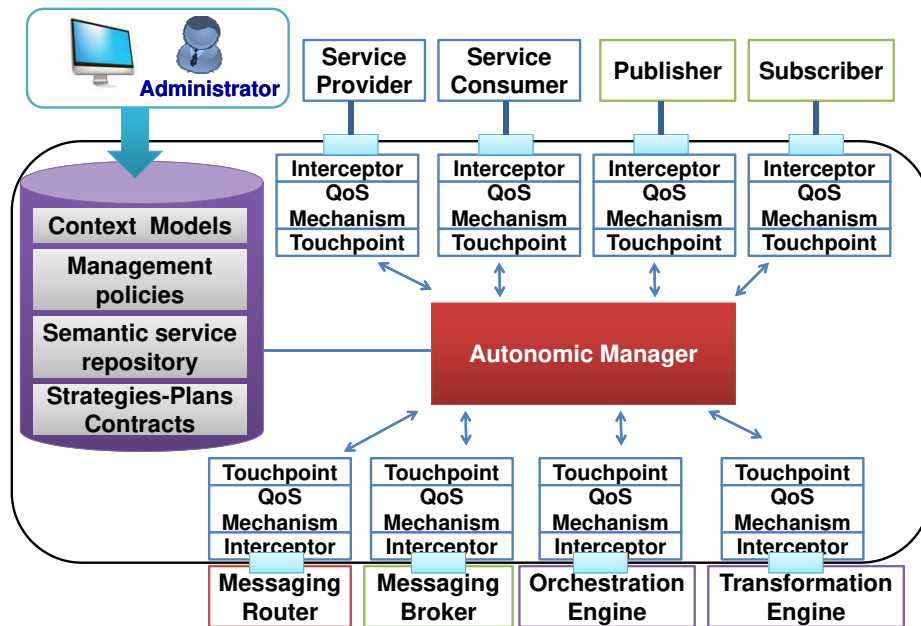 Administrator
Service
Provider
Service
Consumer
Publisher
Subscriber
Interceptor
QoS
Mechanism
Touchpoint
Interceptor
QoS
Mechanism
Touchpoint
Interceptor
QoS
Mechanism
Touchpoint
Interceptor
QoS
Mechanism
Touchpoint
Context Models
Management
policies
Semantic service
repository
Strategies-Plans
Contracts
Autonomic Manager
Touchpoint
QoS
Mechanism
Interceptor
Touchpoint
QoS
Mechanism
Interceptor
Touchpoint
QoS
Mechanism
Interceptor
Touchpoint
QoS
Mechanism
Interceptor
Messaging
Router
Messaging
Broker
Orchestration
Engine
Transformation
Engine